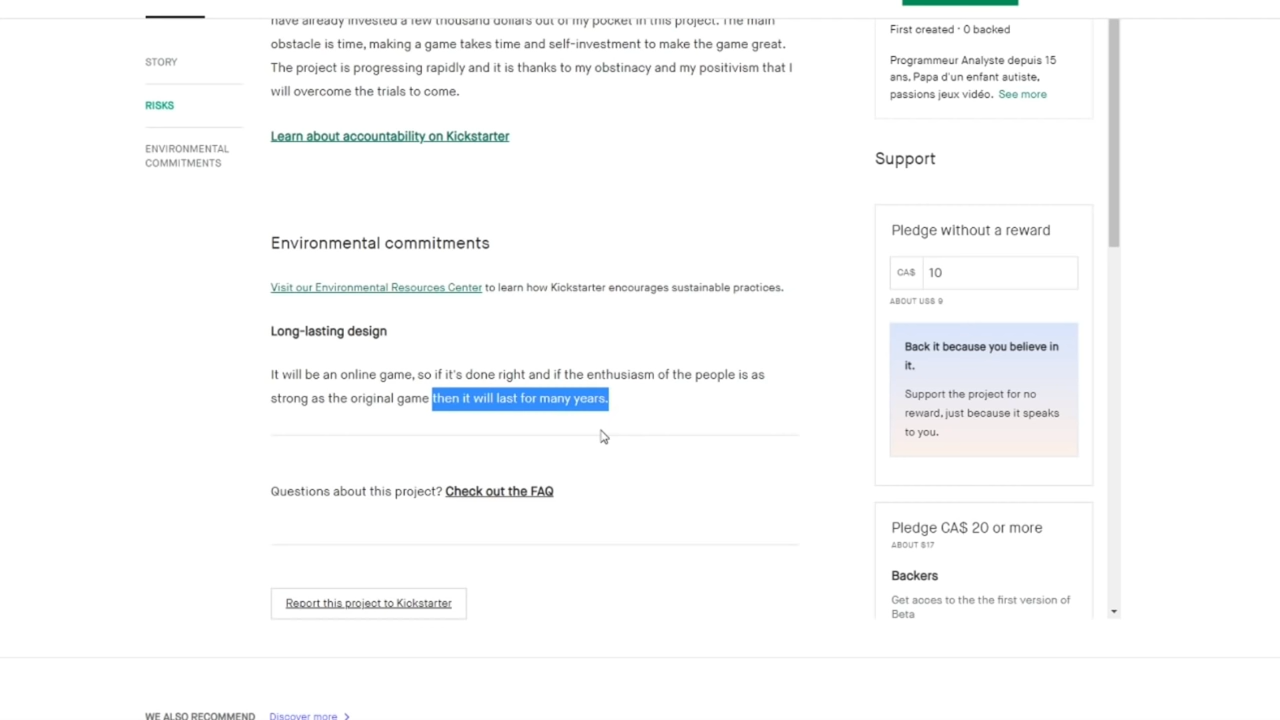 have already invested a few thousand dollars out of my pocket in this project. The main
obstacle is time, making a game takes time and self-investment to make the game great.
The project is progressing rapidly and it is thanks to my obstinacy and my positivism that I
will overcome the trials to come.
Learn about accountability on Kickstarter
STORY
RISKS
ENVIRONMENTAL
COMMITMENTS
Environmental commitments
Visit our Environmental Resources Center to learn how Kickstarter encourages sustainable practices.
Long-lasting design
It will be an online game, so if it's done right and if the enthusiasm of the people is as
strong as the original game then it will last for many years.
Questions about this project? Check out the FAQ
Report this project to Kickstarter
First created · 0 backed
Programmeur Analyste depuis 15
ans, Papa d'un enfant autiste,
passions jeux vidéo. See more
Support
Pledge without a reward
CA$ 10
ABOUT US$ 9
Back it because you believe in
it.
Support the project for no
reward, just because it speaks
to you.
Pledge CA$ 20 or more
ABOUT $17
Backers
Get acces to the the first version of
Beta
WE ALSO RECOMMEND Discover more